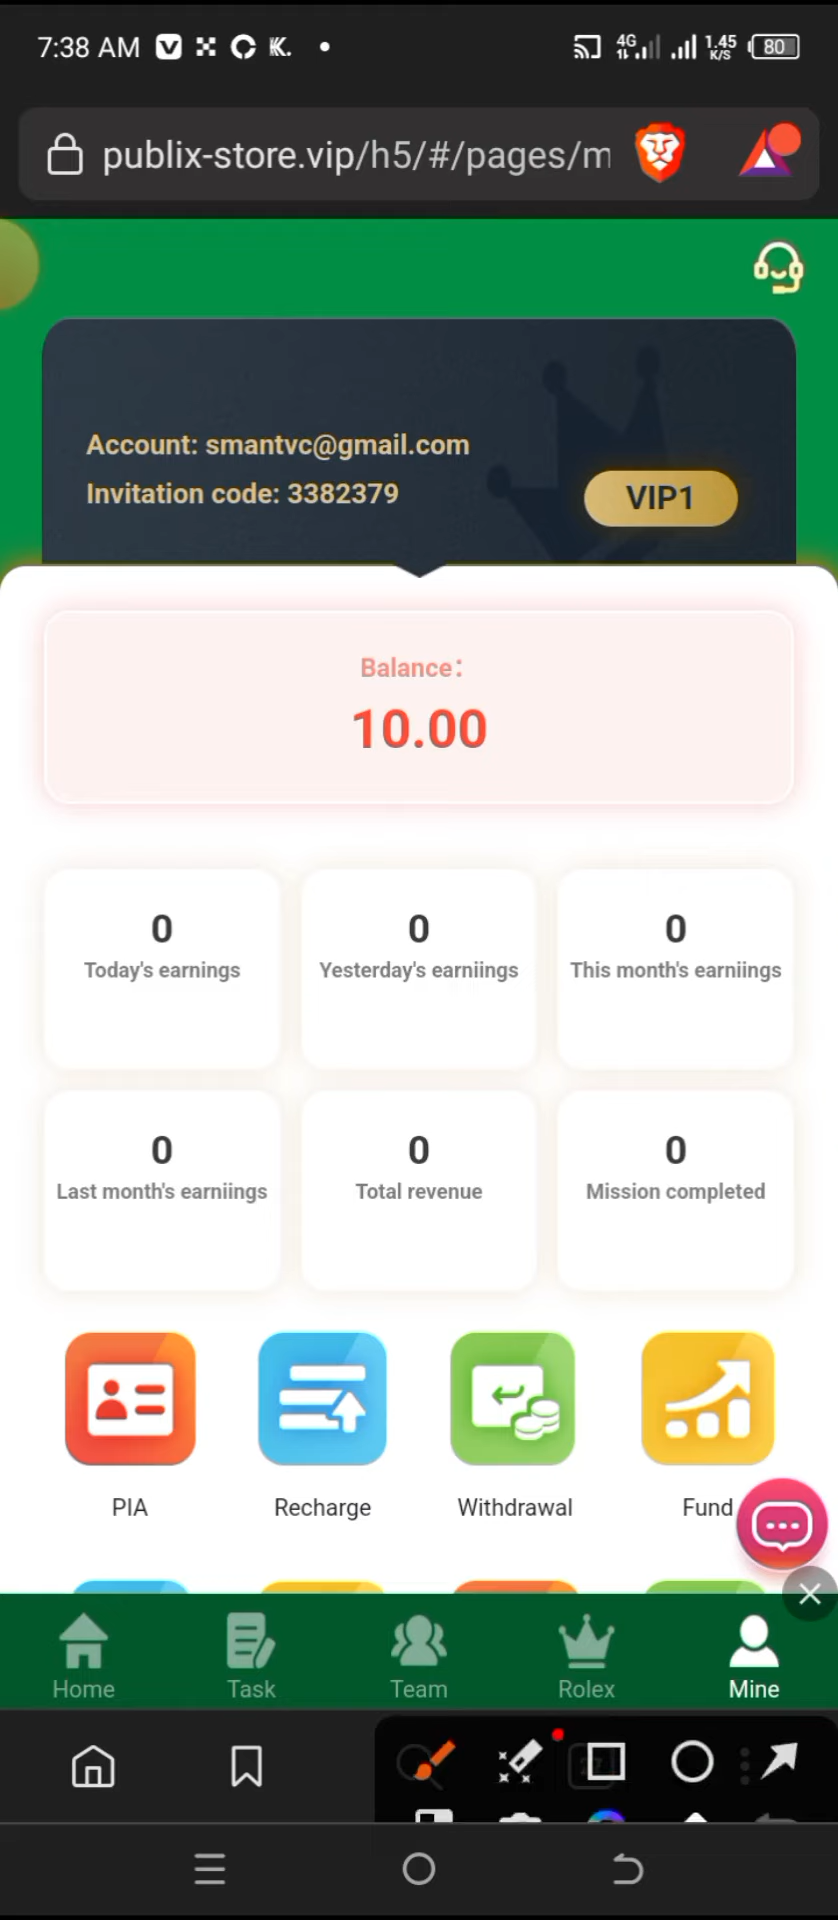 7:38 AM
4G
1.45 K/S
80
publix-store.vip/h5/#/pages/m
Account: smantvc@gmail.com
Invitation code: 3382379
VIP1
Balance:
10.00
0 0 0
Today's earnings Yesterday's earniings This month's earniings
0 0 0
Last month's earniings Total revenue Mission completed
PIA Recharge Withdrawal Fund
Home Task Team Rolex Mine